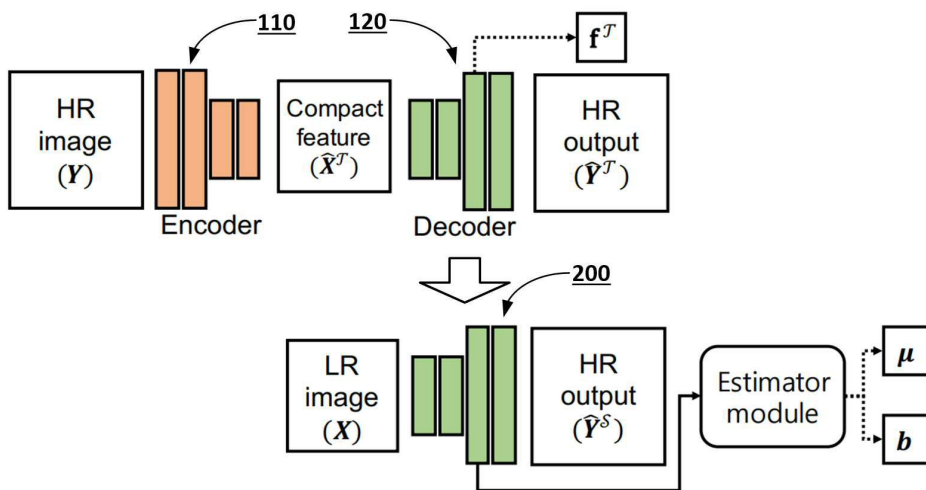 110
120
f^𝒯
HR
image
(Y)
Compact
feature
(X̂^𝒯)
HR
output
(Ŷ^𝒯)
Encoder
Decoder
200
LR
image
(X)
HR
output
(Ŷ^𝒮)
Estimator
module
μ
b